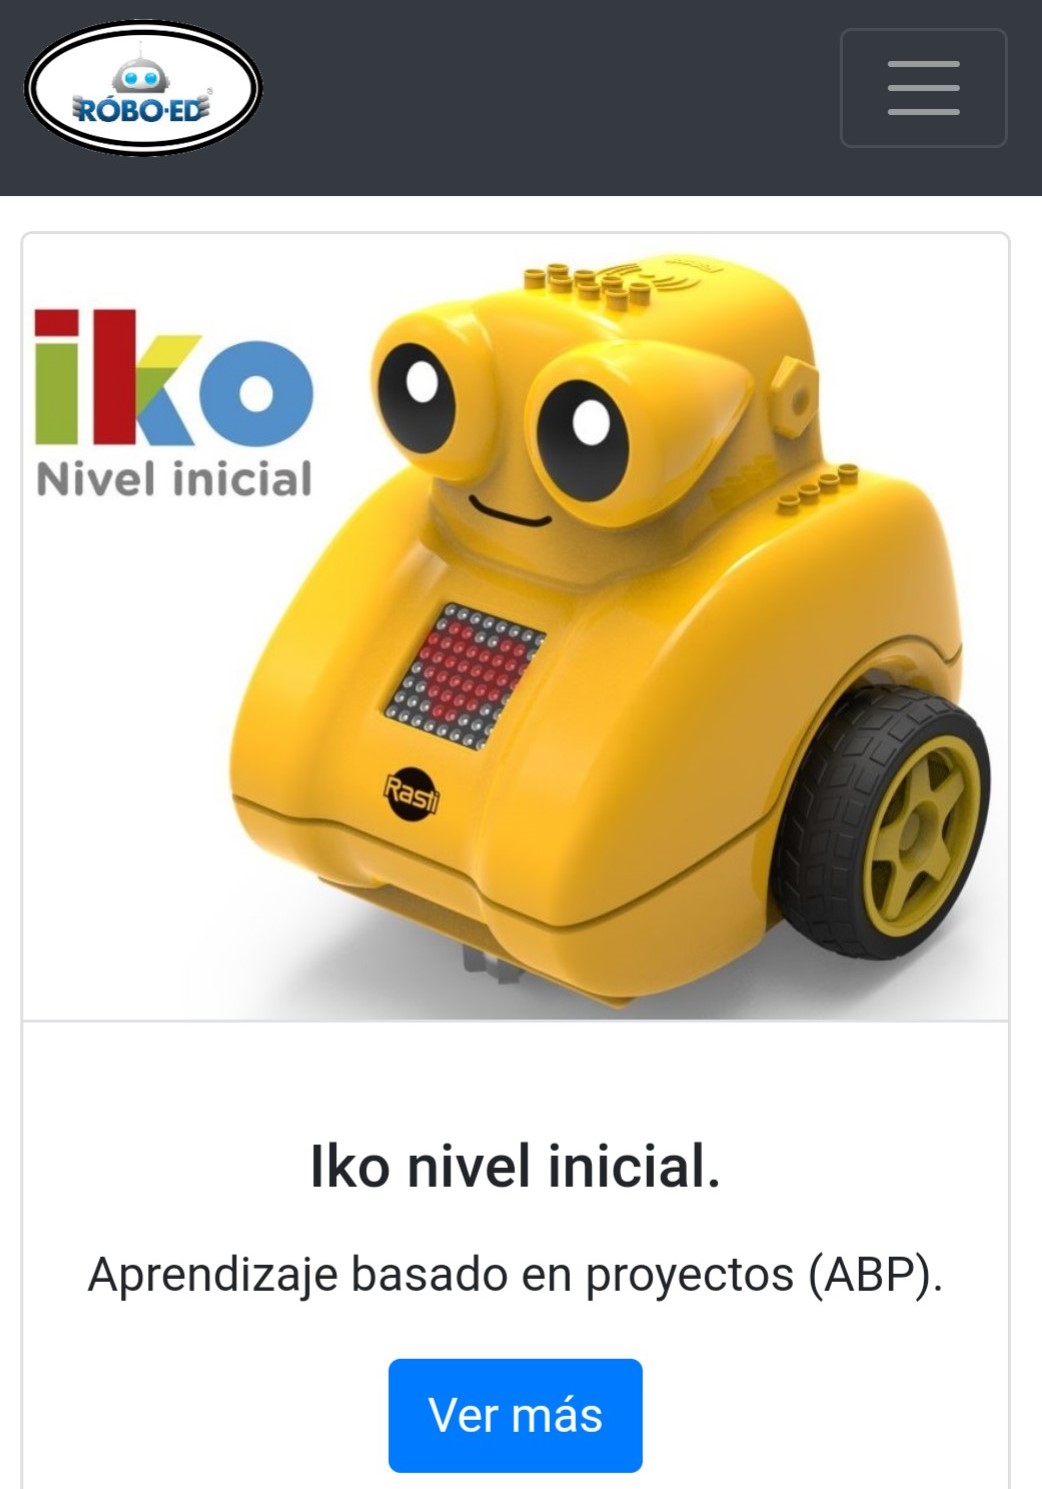 RÓBO-ED
iko
Nivel inicial
Rasti
Iko nivel inicial.
Aprendizaje basado en proyectos (ABP).
Ver más